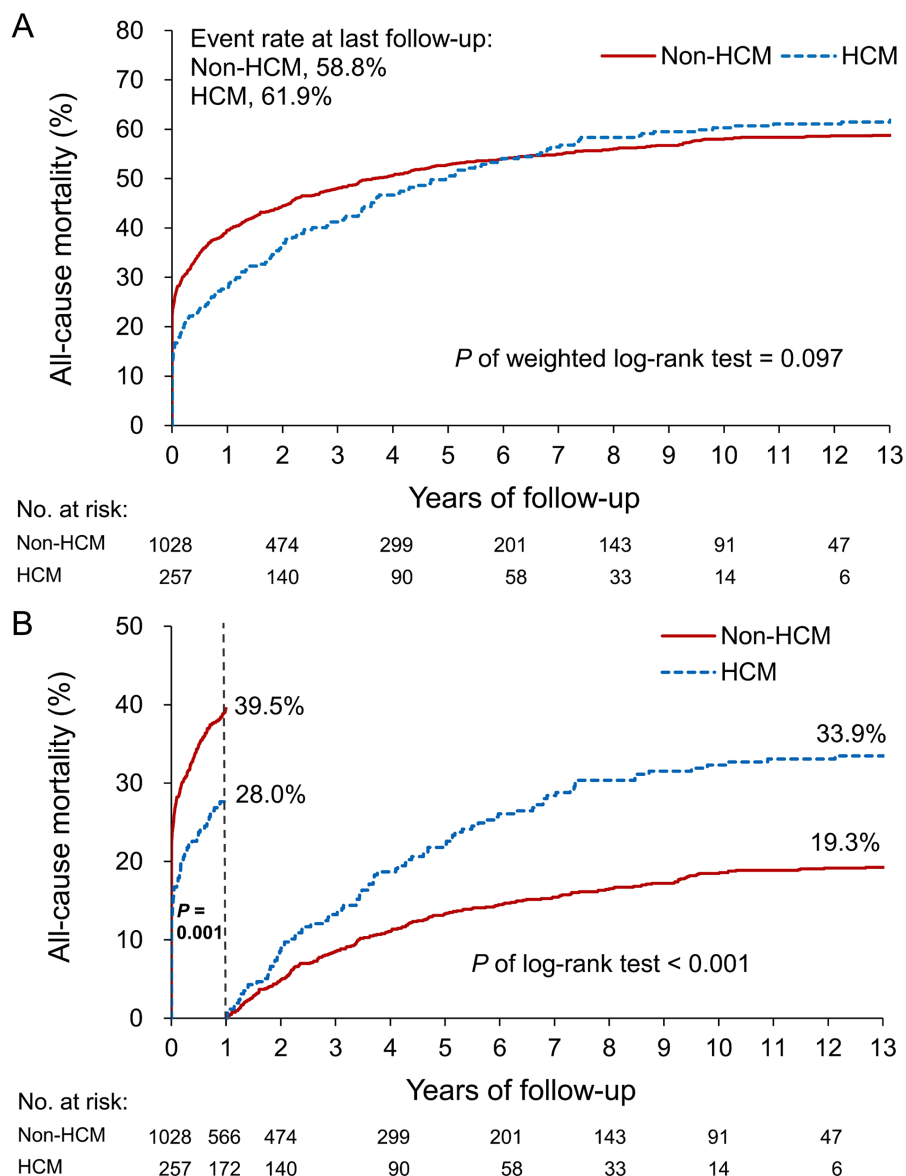 A
Event rate at last follow-up:
Non-HCM, 58.8%
HCM, 61.9%
Non-HCM HCM
All-cause mortality (%)
80
70
60
50
40
30
20
10
0
P of weighted log-rank test = 0.097
0 1 2 3 4 5 6 7 8 9 10 11 12 13
Years of follow-up
No. at risk:
Non-HCM 1028 474 299 201 143 91 47
HCM 257 140 90 58 33 14 6
B
Non-HCM
HCM
All-cause mortality (%)
50
40
30
20
10
0
39.5%
28.0%
33.9%
19.3%
P =
0.001
P of log-rank test < 0.001
0 1 2 3 4 5 6 7 8 9 10 11 12 13
Years of follow-up
No. at risk:
Non-HCM 1028 566 474 299 201 143 91 47
HCM 257 172 140 90 58 33 14 6